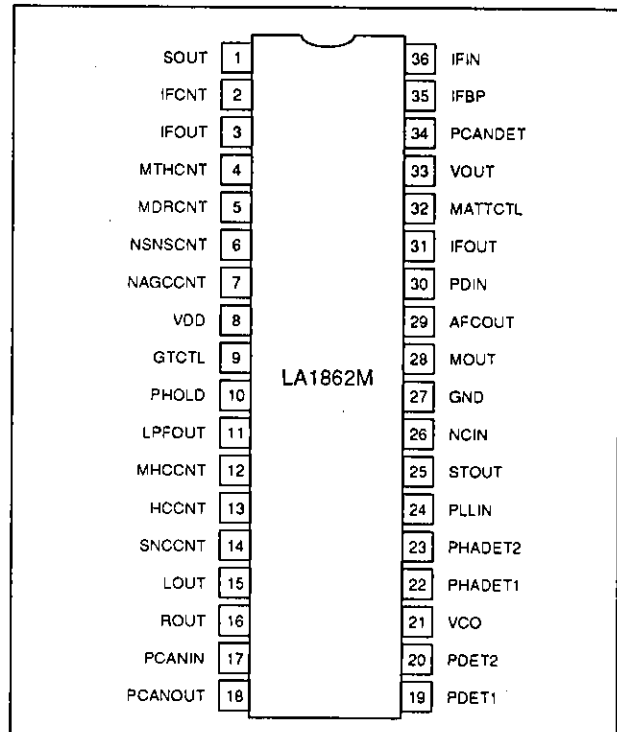 SOUT 1 36 IFIN
IFCNT 2 35 IFBP
IFOUT 3 34 PCANDET
MTHCNT 4 33 VOUT
MDRCNT 5 32 MATTCTL
NSNSCNT 6 31 IFOUT
NAGCCNT 7 30 PDIN
VDD 8 29 AFCOUT
GTCTL 9 28 MOUT
LA1862M
PHOLD 10 27 GND
LPFOUT 11 26 NCIN
MHCCNT 12 25 STOUT
HCCNT 13 24 PLLIN
SNCCNT 14 23 PHADET2
LOUT 15 22 PHADET1
ROUT 16 21 VCO
PCANIN 17 20 PDET2
PCANOUT 18 19 PDET1